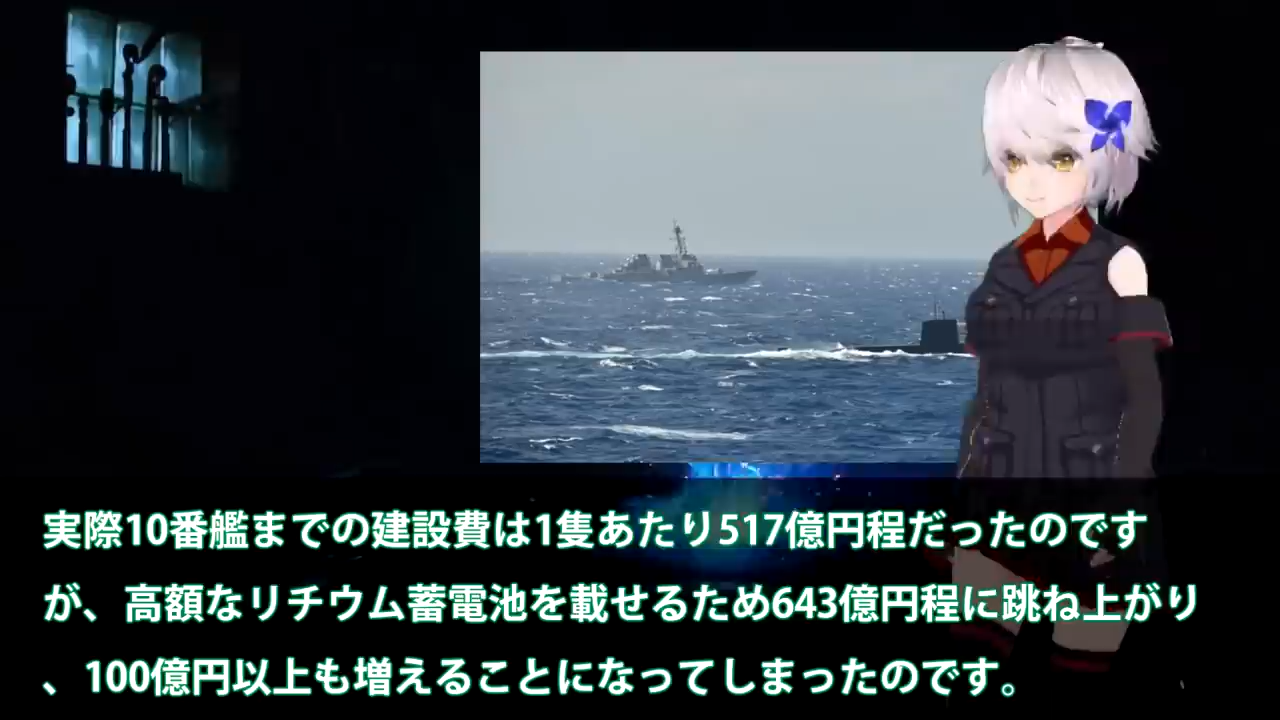 実際10番艦までの建設費は1隻あたり517億円程だったのです
が、高額なリチウム蓄電池を載せるため643億円程に跳ね上がり
、100億円以上も増えることになってしまったのです。